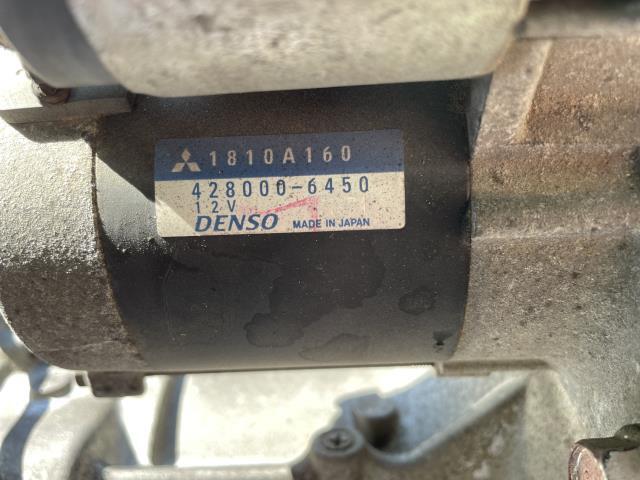 1810A160
428000-6450
12V
DENSO MADE IN JAPAN